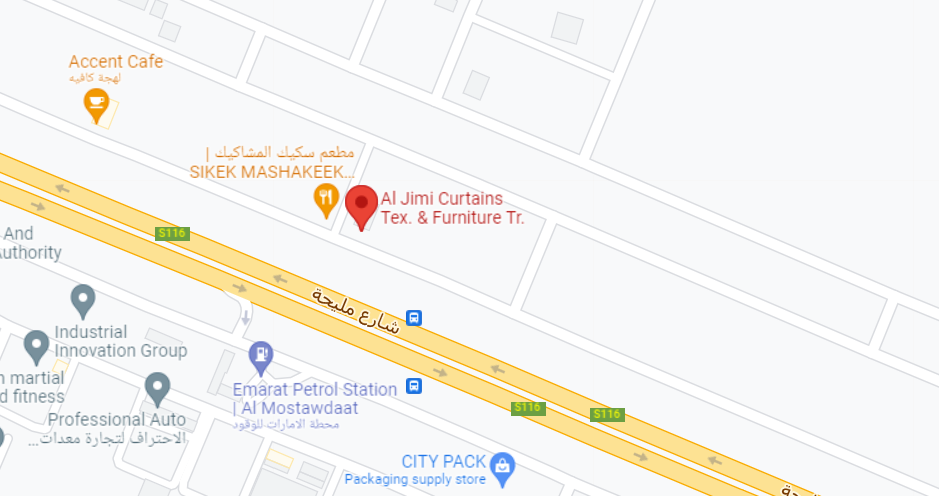 Accent Cafe
لهجة كافيه
مطعم سكيك المشاكيك |
SIKEK MASHAKEEK...
Al Jimi Curtains
Tex. & Furniture Tr.
And
S116
شارع مليحة
Industrial
Innovation Group
n martial
d fitness
Professional Auto
الاحتراف لتجارة معدات...
Emarat Petrol Station
| Al Mostawdaat
محطة الامارات للوقود
S116
S116
CITY PACK
Packaging supply store